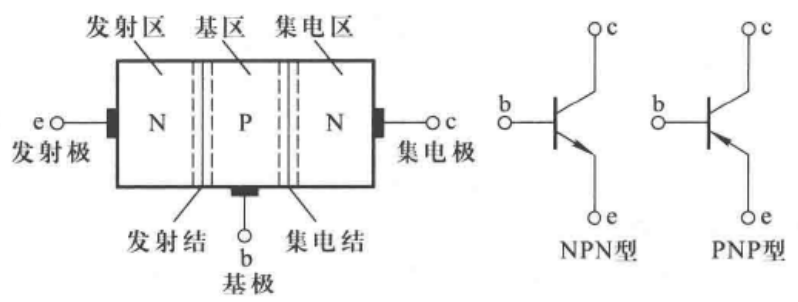 发射区 基区 集电区
c c
N P N
b b
e c
发射极 集电极
发射结 集电结
b
基极
e e
NPN型 PNP型